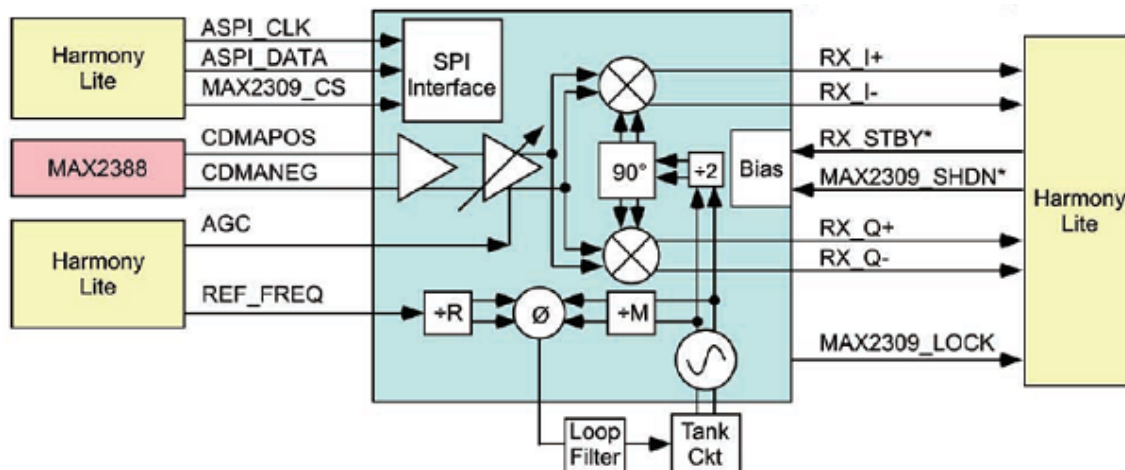 Harmony
Lite
ASPI_CLK
ASPI_DATA
MAX2309_CS
SPI
Interface
MAX2388
CDMAPOS
CDMANEG
Harmony
Lite
AGC
REF_FREQ
÷R
Ø
÷M
90°
÷2
Bias
Loop
Filter
Tank
Ckt
RX_I+
RX_I-
RX_STBY*
MAX2309_SHDN*
RX_Q+
RX_Q-
MAX2309_LOCK
Harmony
Lite